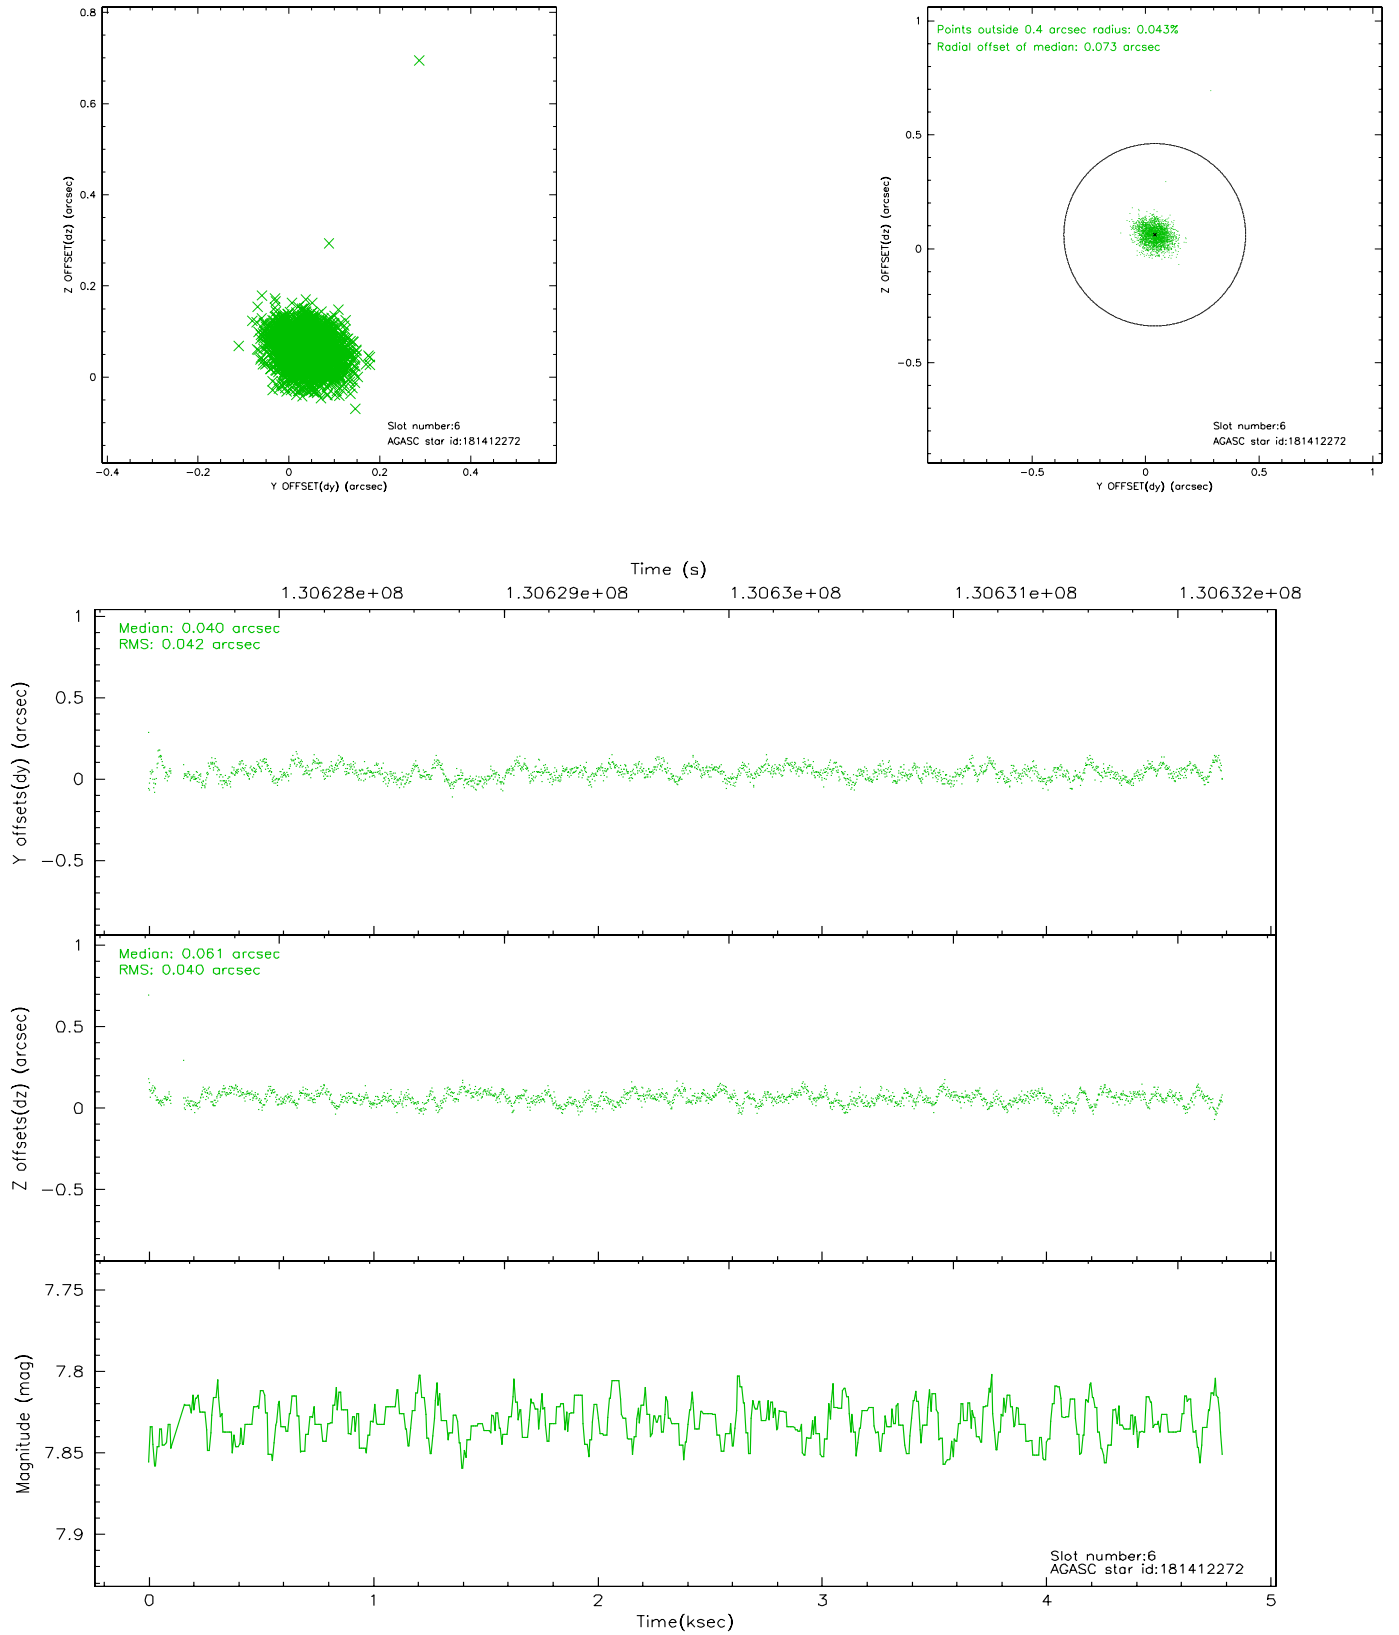 0.8
0.6
0.4
0.2
0
Z OFFSET(dz) (arcsec)
Slot number:6
AGASC star id:181412272
−0.4 −0.2 0 0.2 0.4
Y OFFSET(dy) (arcsec)
Points outside 0.4 arcsec radius: 0.043%
Radial offset of median: 0.073 arcsec
1
0.5
0
−0.5
Z OFFSET(dz) (arcsec)
Slot number:6
AGASC star id:181412272
−0.5 0 0.5 1
Y OFFSET(dy) (arcsec)
Time (s)
1.30628e+08 1.30629e+08 1.3063e+08 1.30631e+08 1.30632e+08
Median: 0.040 arcsec
RMS: 0.042 arcsec
1
0.5
0
−0.5
Y offsets(dy) (arcsec)
Median: 0.061 arcsec
RMS: 0.040 arcsec
1
0.5
0
−0.5
Z offsets(dz) (arcsec)
7.75
7.8
7.85
7.9
Magnitude (mag)
Slot number:6
AGASC star id:181412272
0 1 2 3 4 5
Time(ksec)